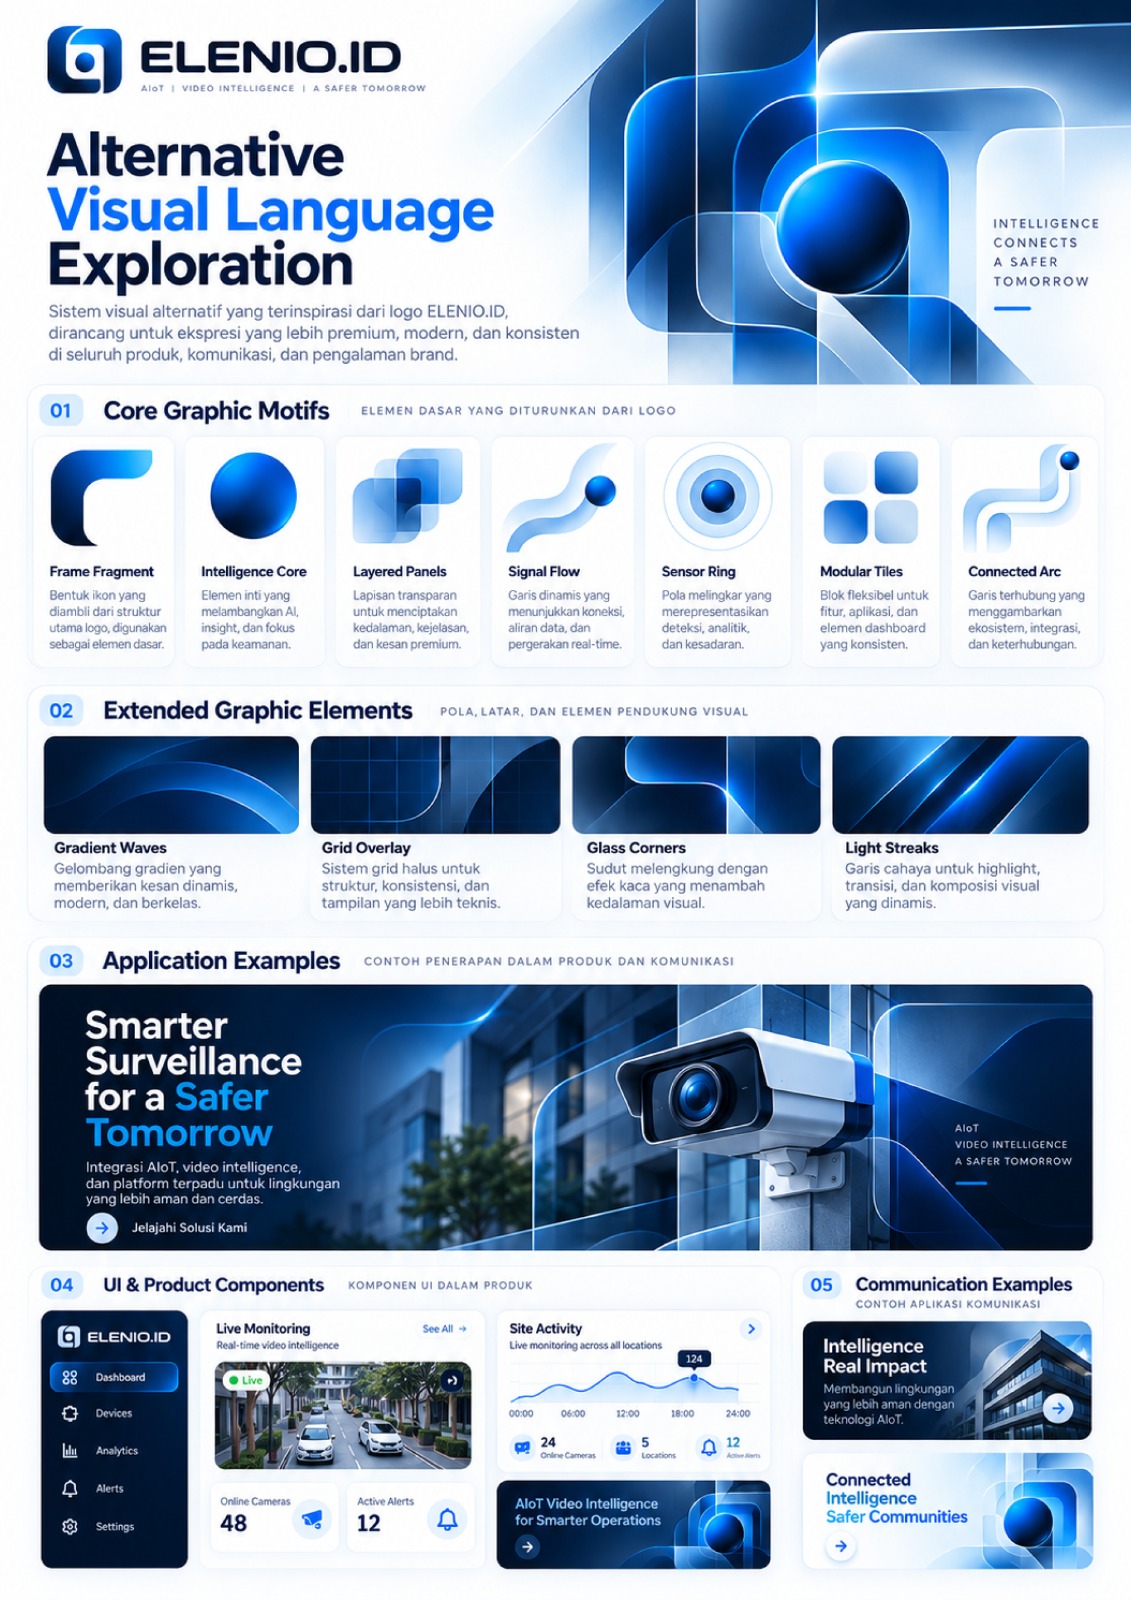 ELENIO.ID
AIoT | VIDEO INTELLIGENCE | A SAFER TOMORROW
Alternative
Visual Language
Exploration
Sistem visual alternatif yang terinspirasi dari logo ELENIO.ID,
dirancang untuk ekspresi yang lebih premium, modern, dan konsisten
di seluruh produk, komunikasi, dan pengalaman brand.
INTELLIGENCE
CONNECTS
A SAFER
TOMORROW
01 Core Graphic Motifs ELEMEN DASAR YANG DITURUNKAN DARI LOGO
Frame Fragment
Bentuk ikon yang
diambli dari struktur
utama logo, digunakan
sebagai elemen dasar.
Intelligence Core
Elemen inti yang
melambangkan AI,
insight, dan fokus
pada keamanan.
Layered Panels
Lapisan transparan
untuk menciptakan
kedalaman, kejelasan,
dan kesan premium.
Signal Flow
Garis dinamis yang
menunjukkan koneksi,
aliran data, dan
pergerakan real-time.
Sensor Ring
Pola melingkar yang
merepresentasikan
deteksi, analitik,
dan kesadaran.
Modular Tiles
Blok fleksibel untuk
fitur, aplikasi, dan
elemen dashboard
yang konsisten.
Connected Arc
Garis terhubung yang
menggambarkan
ekosistem, integrasi,
dan keterhubungan.
02 Extended Graphic Elements POLA, LATAR, DAN ELEMEN PENDUKUNG VISUAL
Gradient Waves
Gelombang gradien yang
memberikan kesan dinamis,
modern, dan berkelas.
Grid Overlay
Sistem grid halus untuk
struktur, konsistensi, dan
tampilan yang lebih teknis.
Glass Corners
Sudut melengkung dengan
efek kaca yang menambah
kedalaman visual.
Light Streaks
Garis cahaya untuk highlight,
transisi, dan komposisi visual
yang dinamis.
03 Application Examples CONTOH PENERAPAN DALAM PRODUK DAN KOMUNIKASI
Smarter
Surveillance
for a Safer
Tomorrow
Integrasi AIoT, video intelligence,
dan platform terpadu untuk lingkungan
yang lebih aman dan cerdas.
Jelajahi Solusi Kami
AIoT
VIDEO INTELLIGENCE
A SAFER TOMORROW
04 UI & Product Components KOMPONEN UI DALAM PRODUK
ELENIO.ID
Dashboard
Devices
Analytics
Alerts
Settings
Live Monitoring
See All →
Real-time video intelligence
Live
Online Cameras
48
Active Alerts
12
Site Activity
Live monitoring across all locations
124
00:00 06:00 12:00 18:00 24:00
24
Online Cameras
5
Locations
12
Active Alerts
AIoT Video Intelligence
for Smarter Operations
05 Communication Examples
CONTOH APLIKASI KOMUNIKASI
Intelligence
Real Impact
Membangun lingkungan
yang lebih aman dengan
teknologi AIoT.
Connected
Intelligence
Safer Communities